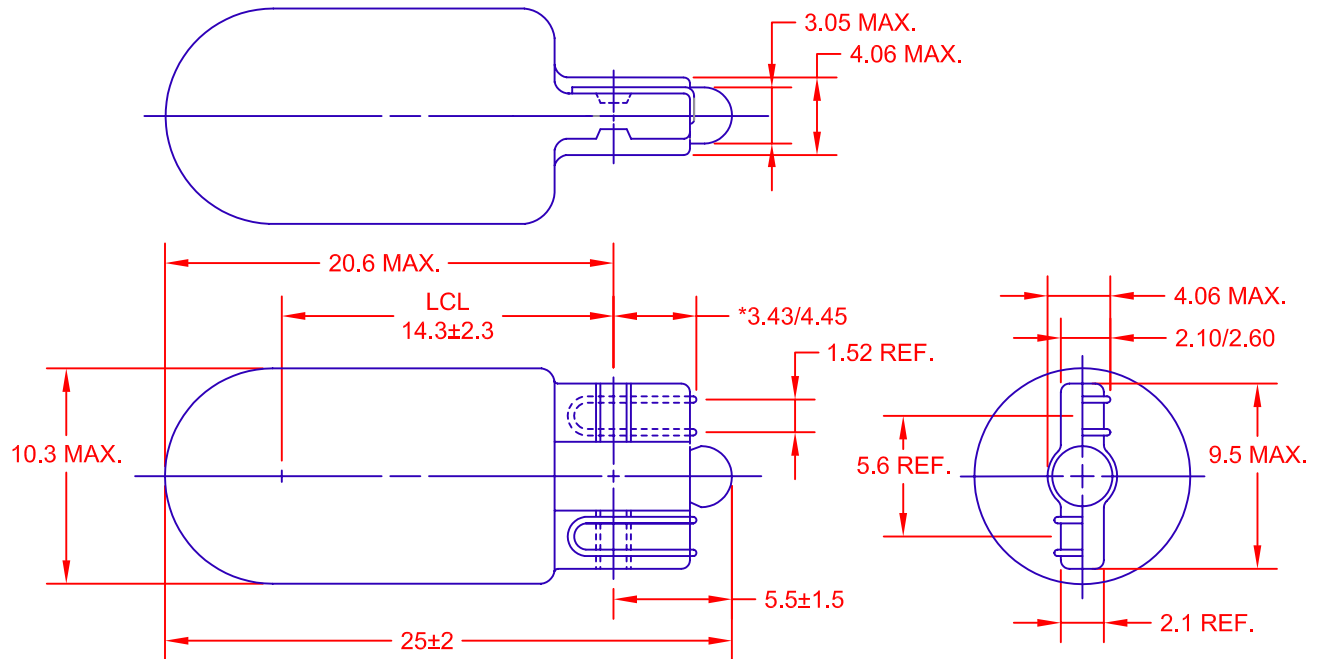 3.05 MAX.
4.06 MAX.
20.6 MAX.
LCL
14.3±2.3
*3.43/4.45
1.52 REF.
4.06 MAX.
2.10/2.60
10.3 MAX.
5.6 REF.
9.5 MAX.
5.5±1.5
25±2
2.1 REF.